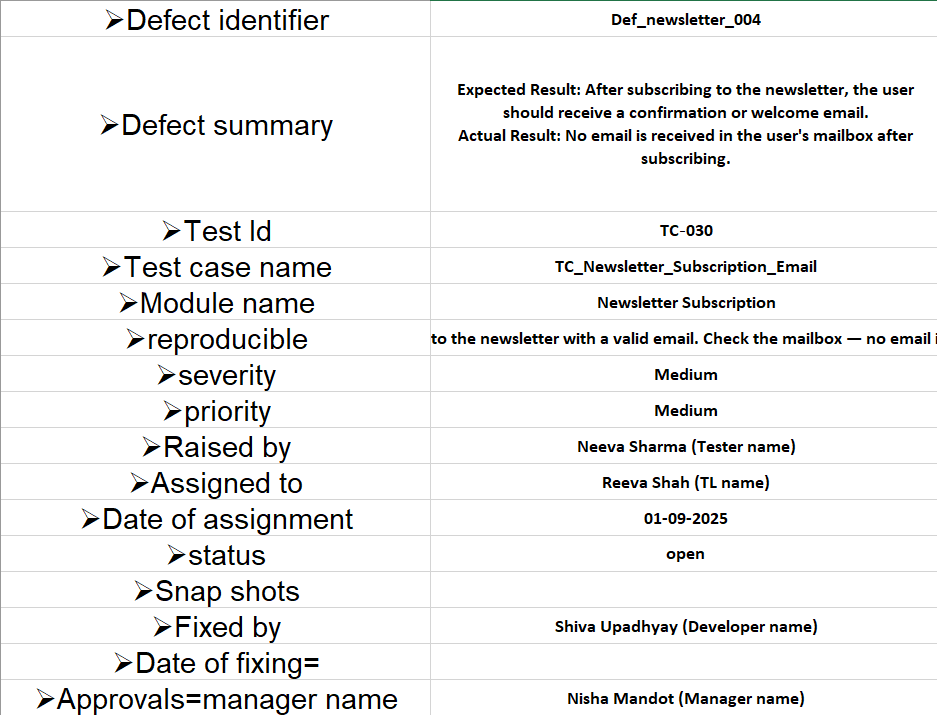 ➢Defect identifier
Def_newsletter_004
➢Defect summary
Expected Result: After subscribing to the newsletter, the user
should receive a confirmation or welcome email.
Actual Result: No email is received in the user's mailbox after
subscribing.
➢Test Id
TC-030
➢Test case name
TC_Newsletter_Subscription_Email
➢Module name
Newsletter Subscription
➢reproducible
to the newsletter with a valid email. Check the mailbox — no email
➢severity
Medium
➢priority
Medium
➢Raised by
Neeva Sharma (Tester name)
➢Assigned to
Reeva Shah (TL name)
➢Date of assignment
01-09-2025
➢status
open
➢Snap shots
➢Fixed by
Shiva Upadhyay (Developer name)
➢Date of fixing=
➢Approvals=manager name
Nisha Mandot (Manager name)